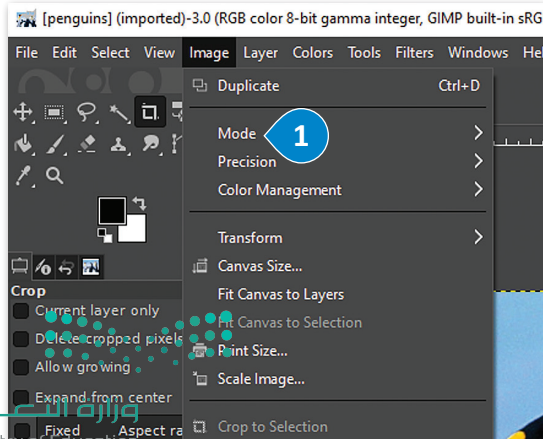 [penguins] (imported)-3.0 (RGB color 8-bit gamma integer, GIMP built-in sRG
File Edit Select View Image Layer Colors Tools Filters Windows
Duplicate Ctrl+D
Mode
1
Precision
Color Management
Transform
Canvas Size...
Fit Canvas to Layers
Fit Canvas to Selection
Print Size...
Scale Image...
Crop to Selection
Crop
Current layer only
Delete cropped pixels
Allow growing
Expand from center
Fixed Aspect ra
وزارة التعـ